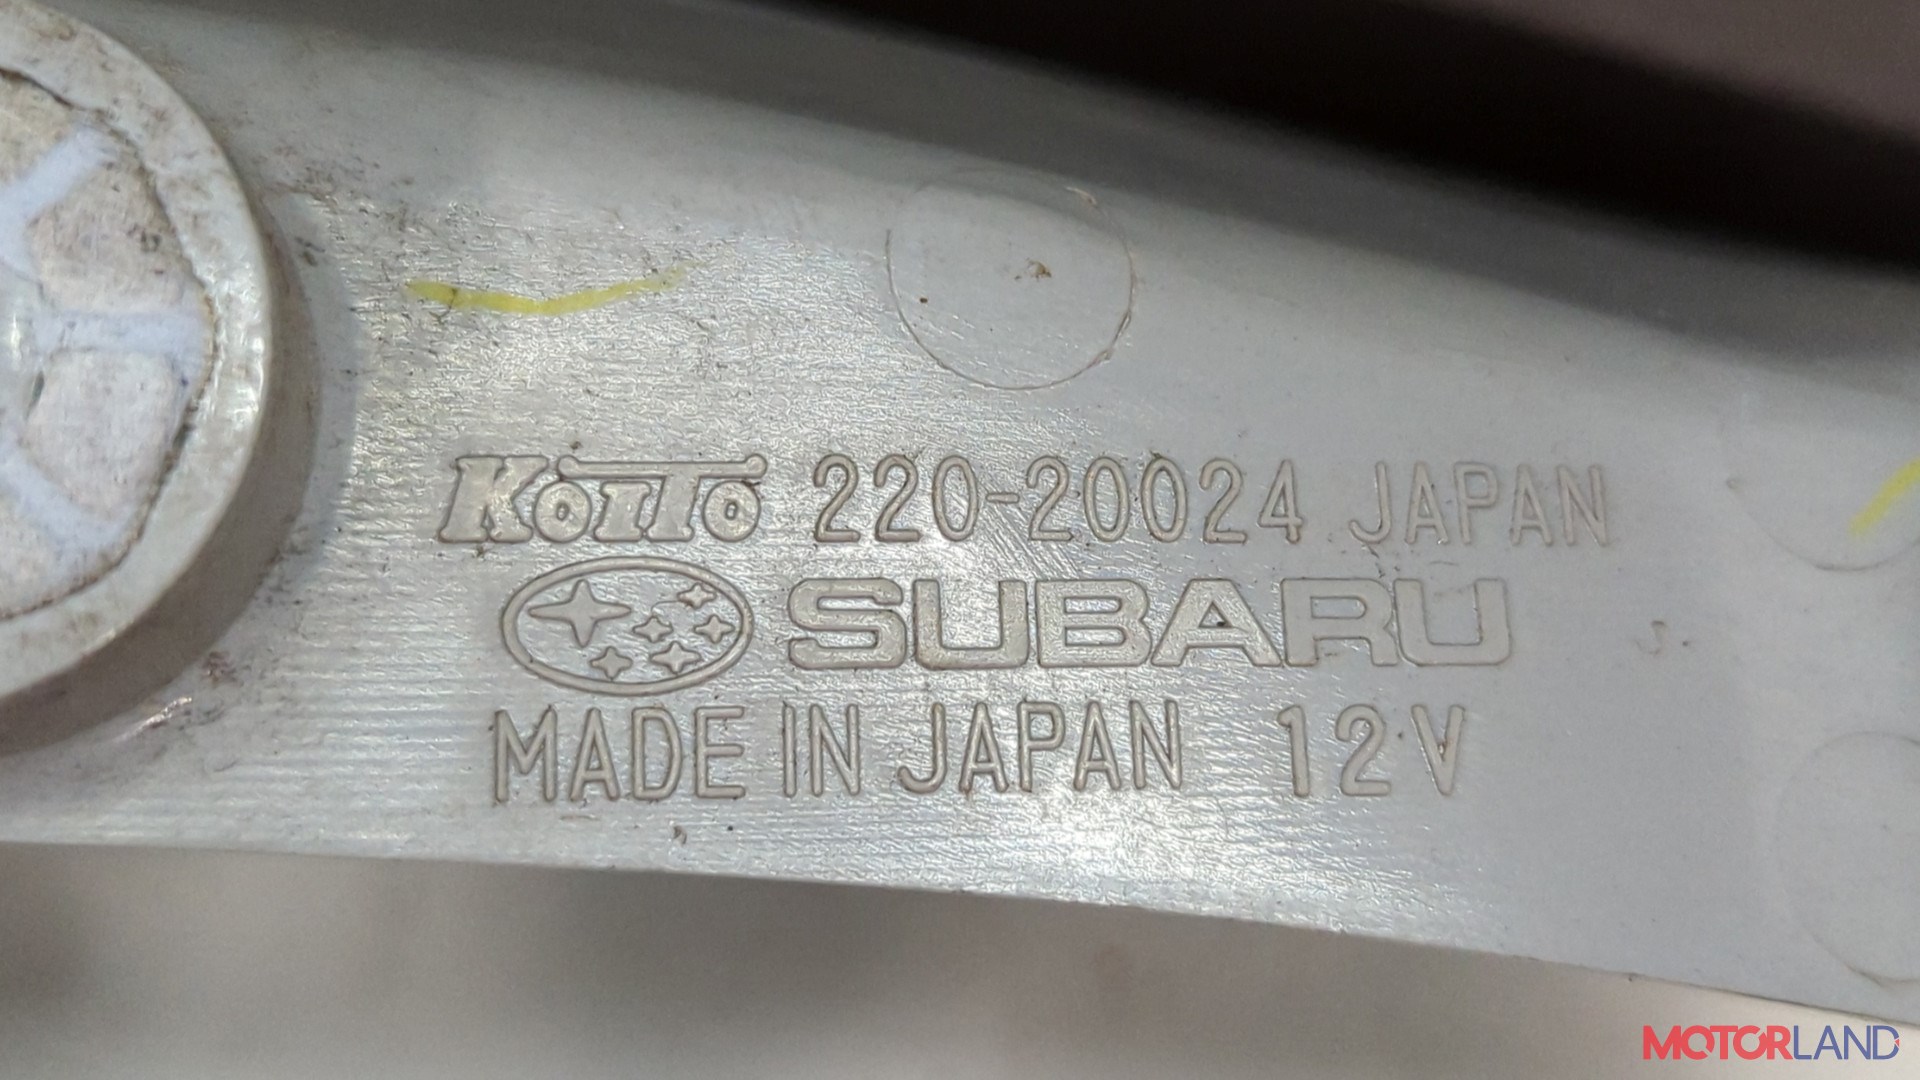 KOITO 220-20024 JAPAN
SUBARU
MADE IN JAPAN 12V
MOTORLAND